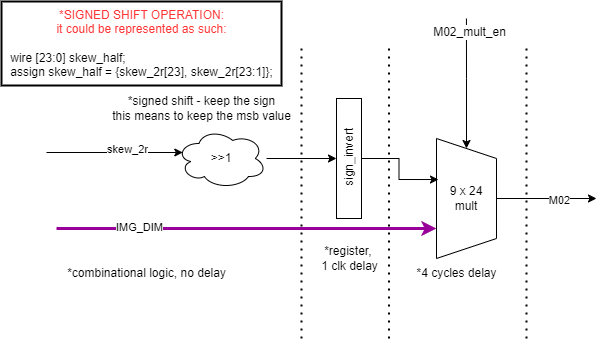 *SIGNED SHIFT OPERATION:
it could be represented as such:
wire [23:0] skew_half;
assign skew_half = {skew_2r[23], skew_2r[23:1]};
M02_mult_en
*signed shift - keep the sign
this means to keep the msb value
skew_2r
>>1
sign_invert
9 x 24
mult
M02
IMG_DIM
*register,
1 clk delay
*combinational logic, no delay
*4 cycles delay